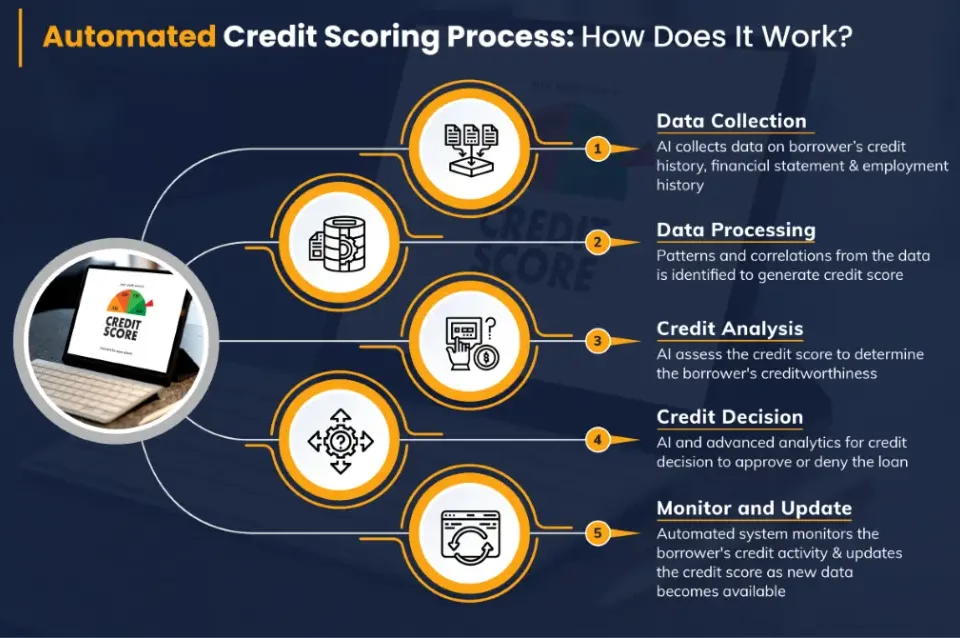 Automated Credit Scoring Process: How Does It Work?
1
Data Collection
AI collects data on borrower's credit
history, financial statement & employment
history
2
Data Processing
Patterns and correlations from the data
is identified to generate credit score
CREDIT
SCORE
3
Credit Analysis
AI assess the credit score to determine
the borrower's creditworthiness
4
Credit Decision
AI and advanced analytics for credit
decision to approve or deny the loan
5
Monitor and Update
Automated system monitors the
borrower's credit activity & updates
the credit score as new data
becomes available
CREDIT
SCORE